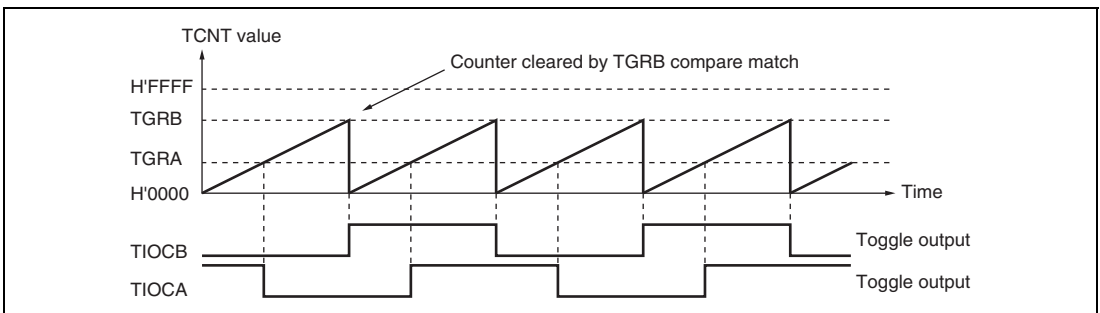 TCNT value
Counter cleared by TGRB compare match
H'FFFF
TGRB
TGRA
H'0000
Time
TIOCB
Toggle output
TIOCA
Toggle output